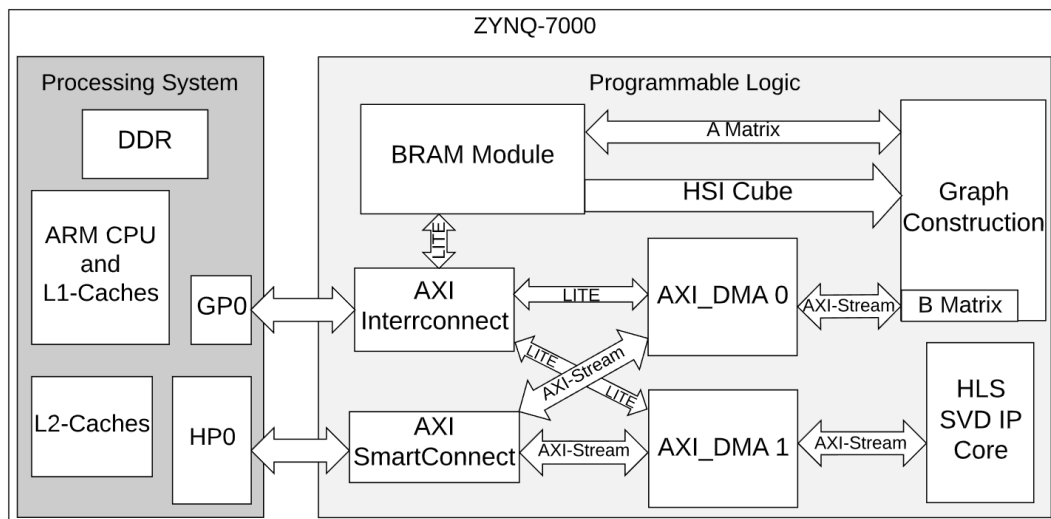 ZYNQ-7000
Processing System
DDR
ARM CPU
and
L1-Caches
GP0
L2-Caches
HP0
Programmable Logic
BRAM Module
A Matrix
HSI Cube
Graph
Construction
LITE
AXI
Interrconnect
LITE
AXI_DMA 0
AXI-Stream
B Matrix
LITE
AXI-Stream
LITE
AXI
SmartConnect
AXI-Stream
AXI_DMA 1
AXI-Stream
HLS
SVD IP
Core